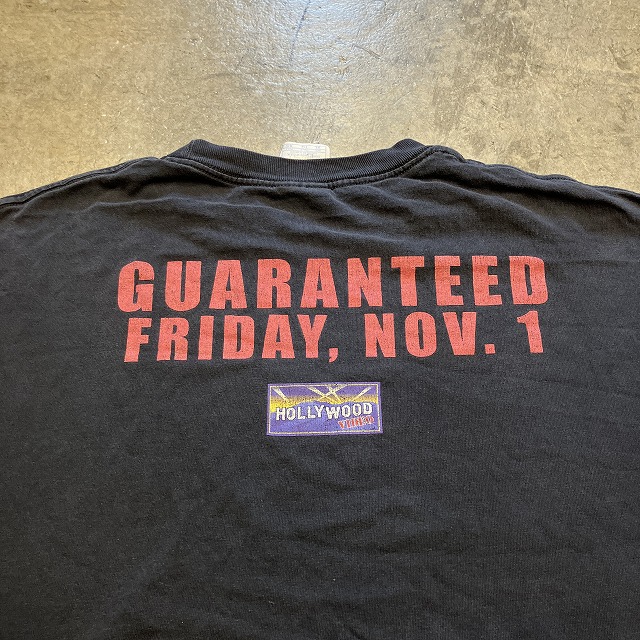 GUARANTEED
FRIDAY, NOV. 1
HOLLYWOOD
VIDEO